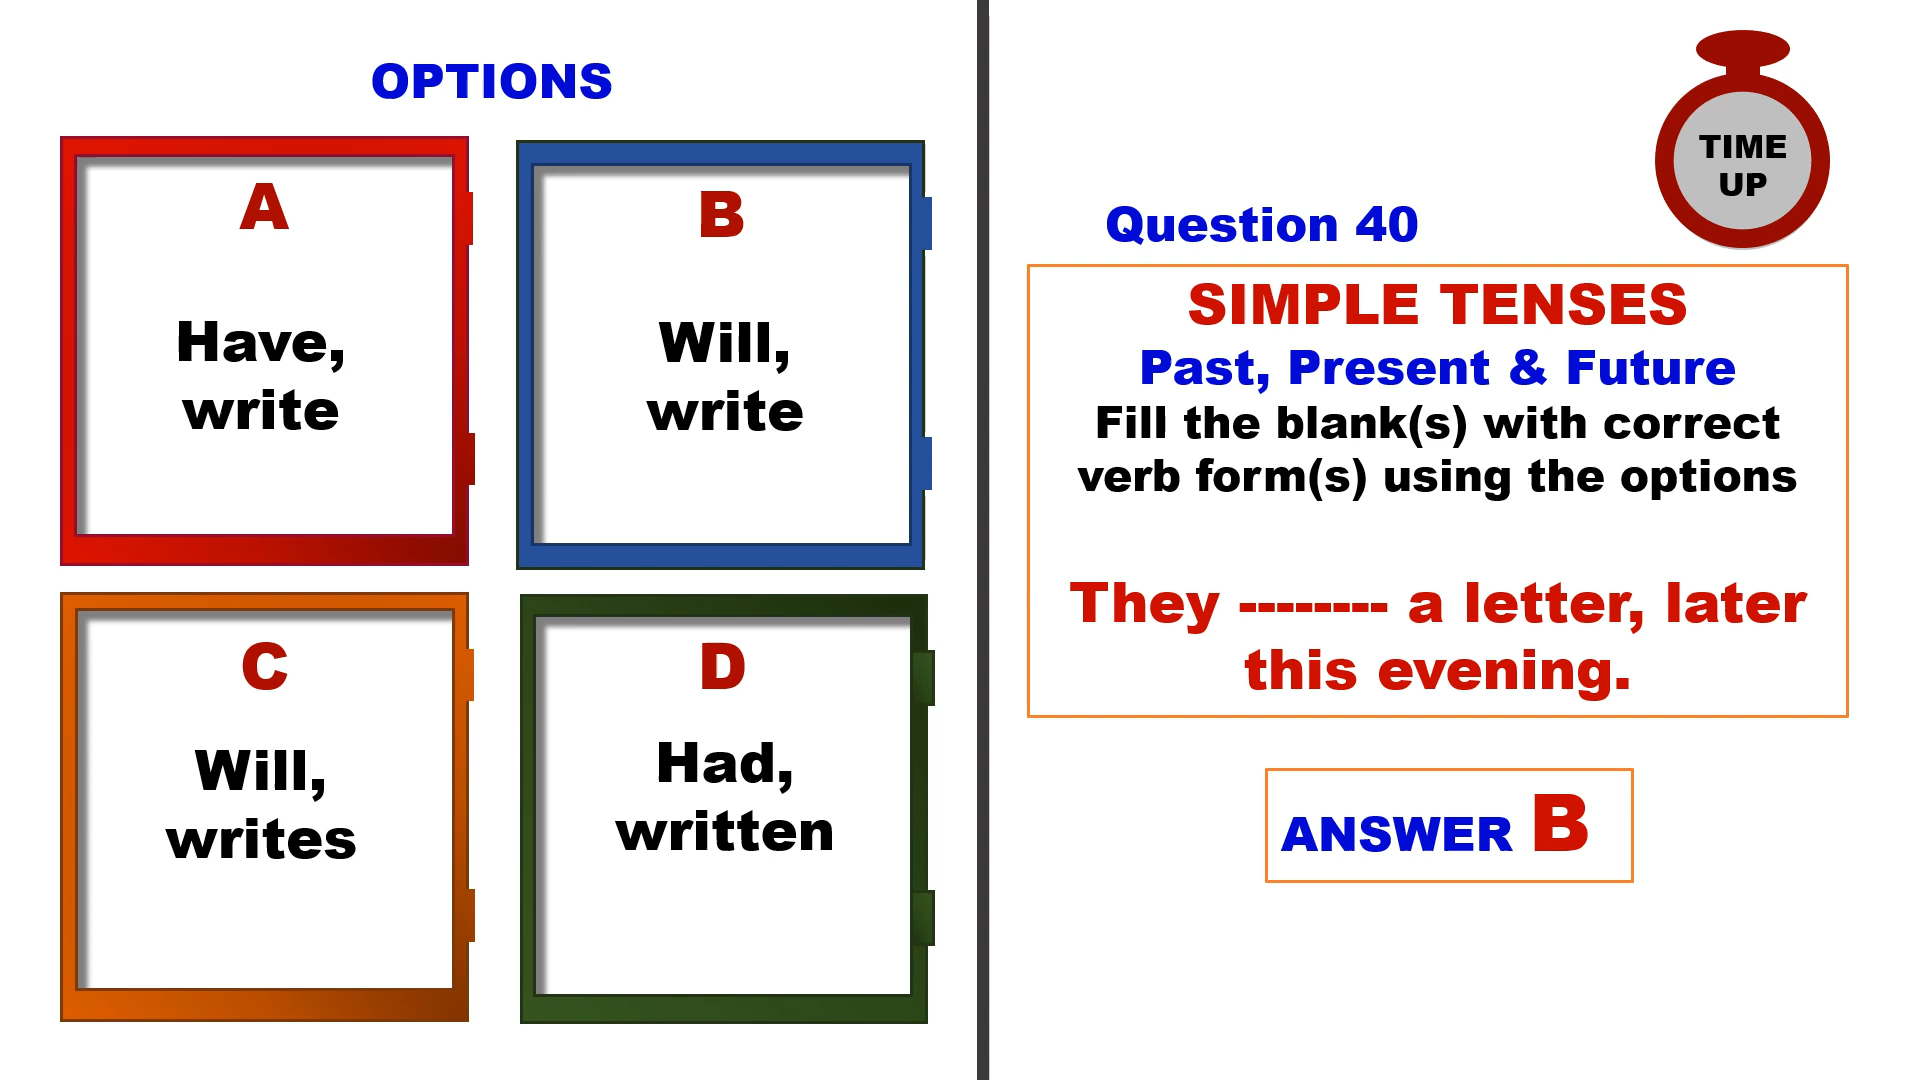 OPTIONS
A
Have,
write
B
Will,
write
C
Will,
writes
D
Had,
written
TIME
UP
Question 40
SIMPLE TENSES
Past, Present & Future
Fill the blank(s) with correct
verb form(s) using the options
They -------- a letter, later
this evening.
ANSWER B